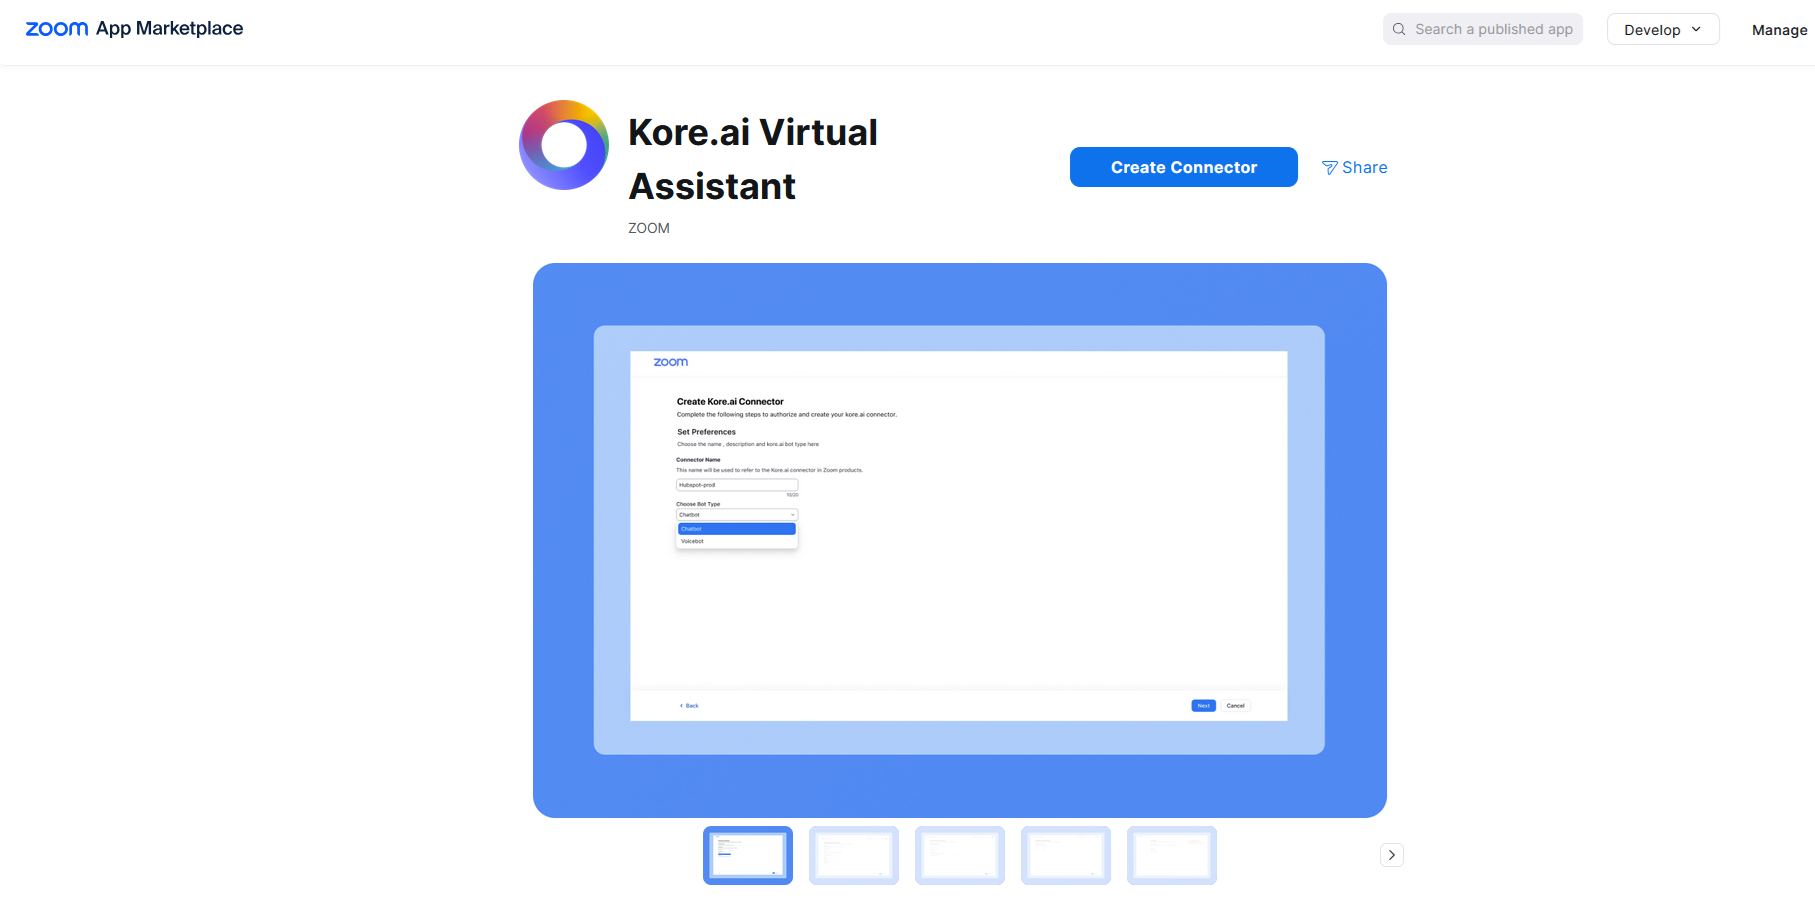 zoom App Marketplace
Search a published app
Develop
Manage
Kore.ai Virtual
Assistant
Create Connector
Share
ZOOM
zoom
Create Kore.ai Connector
Complete the following steps to authorize and create your kore.ai connector.
Set Preferences
Choose the name , description and kore.ai bot type here
Connector Name
This name will be used to refer to the Kore.ai connector in Zoom products.
Hubspot-prod
Choose Bot Type
Chatbot
Chatbot
Voicebot
Back
Next
Cancel